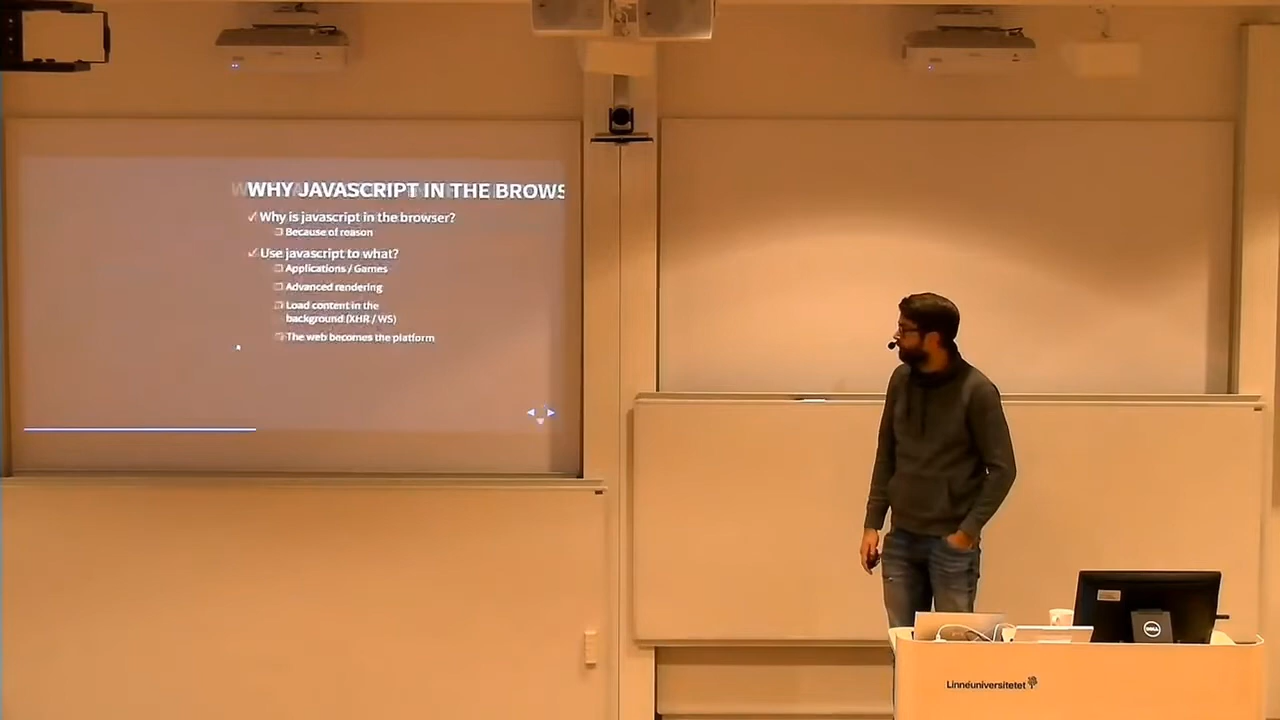 WHY JAVASCRIPT IN THE BROWS
Why is javascript in the browser?
Because of reason
Use javascript to what?
Applications / Games
Advanced rendering
Load content in the
background (XHR / WS)
The web becomes the platform
DELL
Linnéuniversitetet